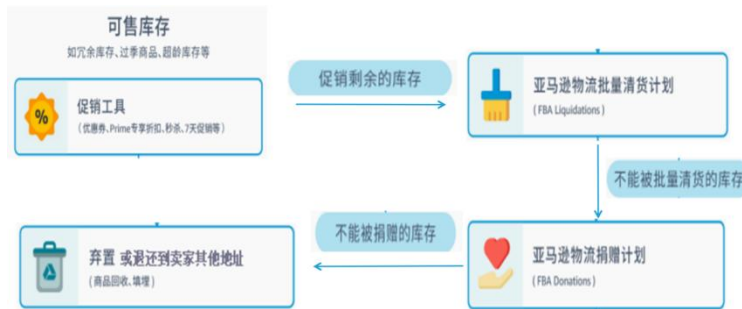 可售库存
如冗余库存、过季商品、超龄库存等
%
促销工具
（优惠券、Prime专享折扣、秒杀、7天促销等）
促销剩余的库存
亚马逊物流批量清货计划
（FBA Liquidations）
不能被批量清货的库存
亚马逊物流捐赠计划
（FBA Donations）
不能被捐赠的库存
弃置 或退还到卖家其他地址
（商品回收、填埋）